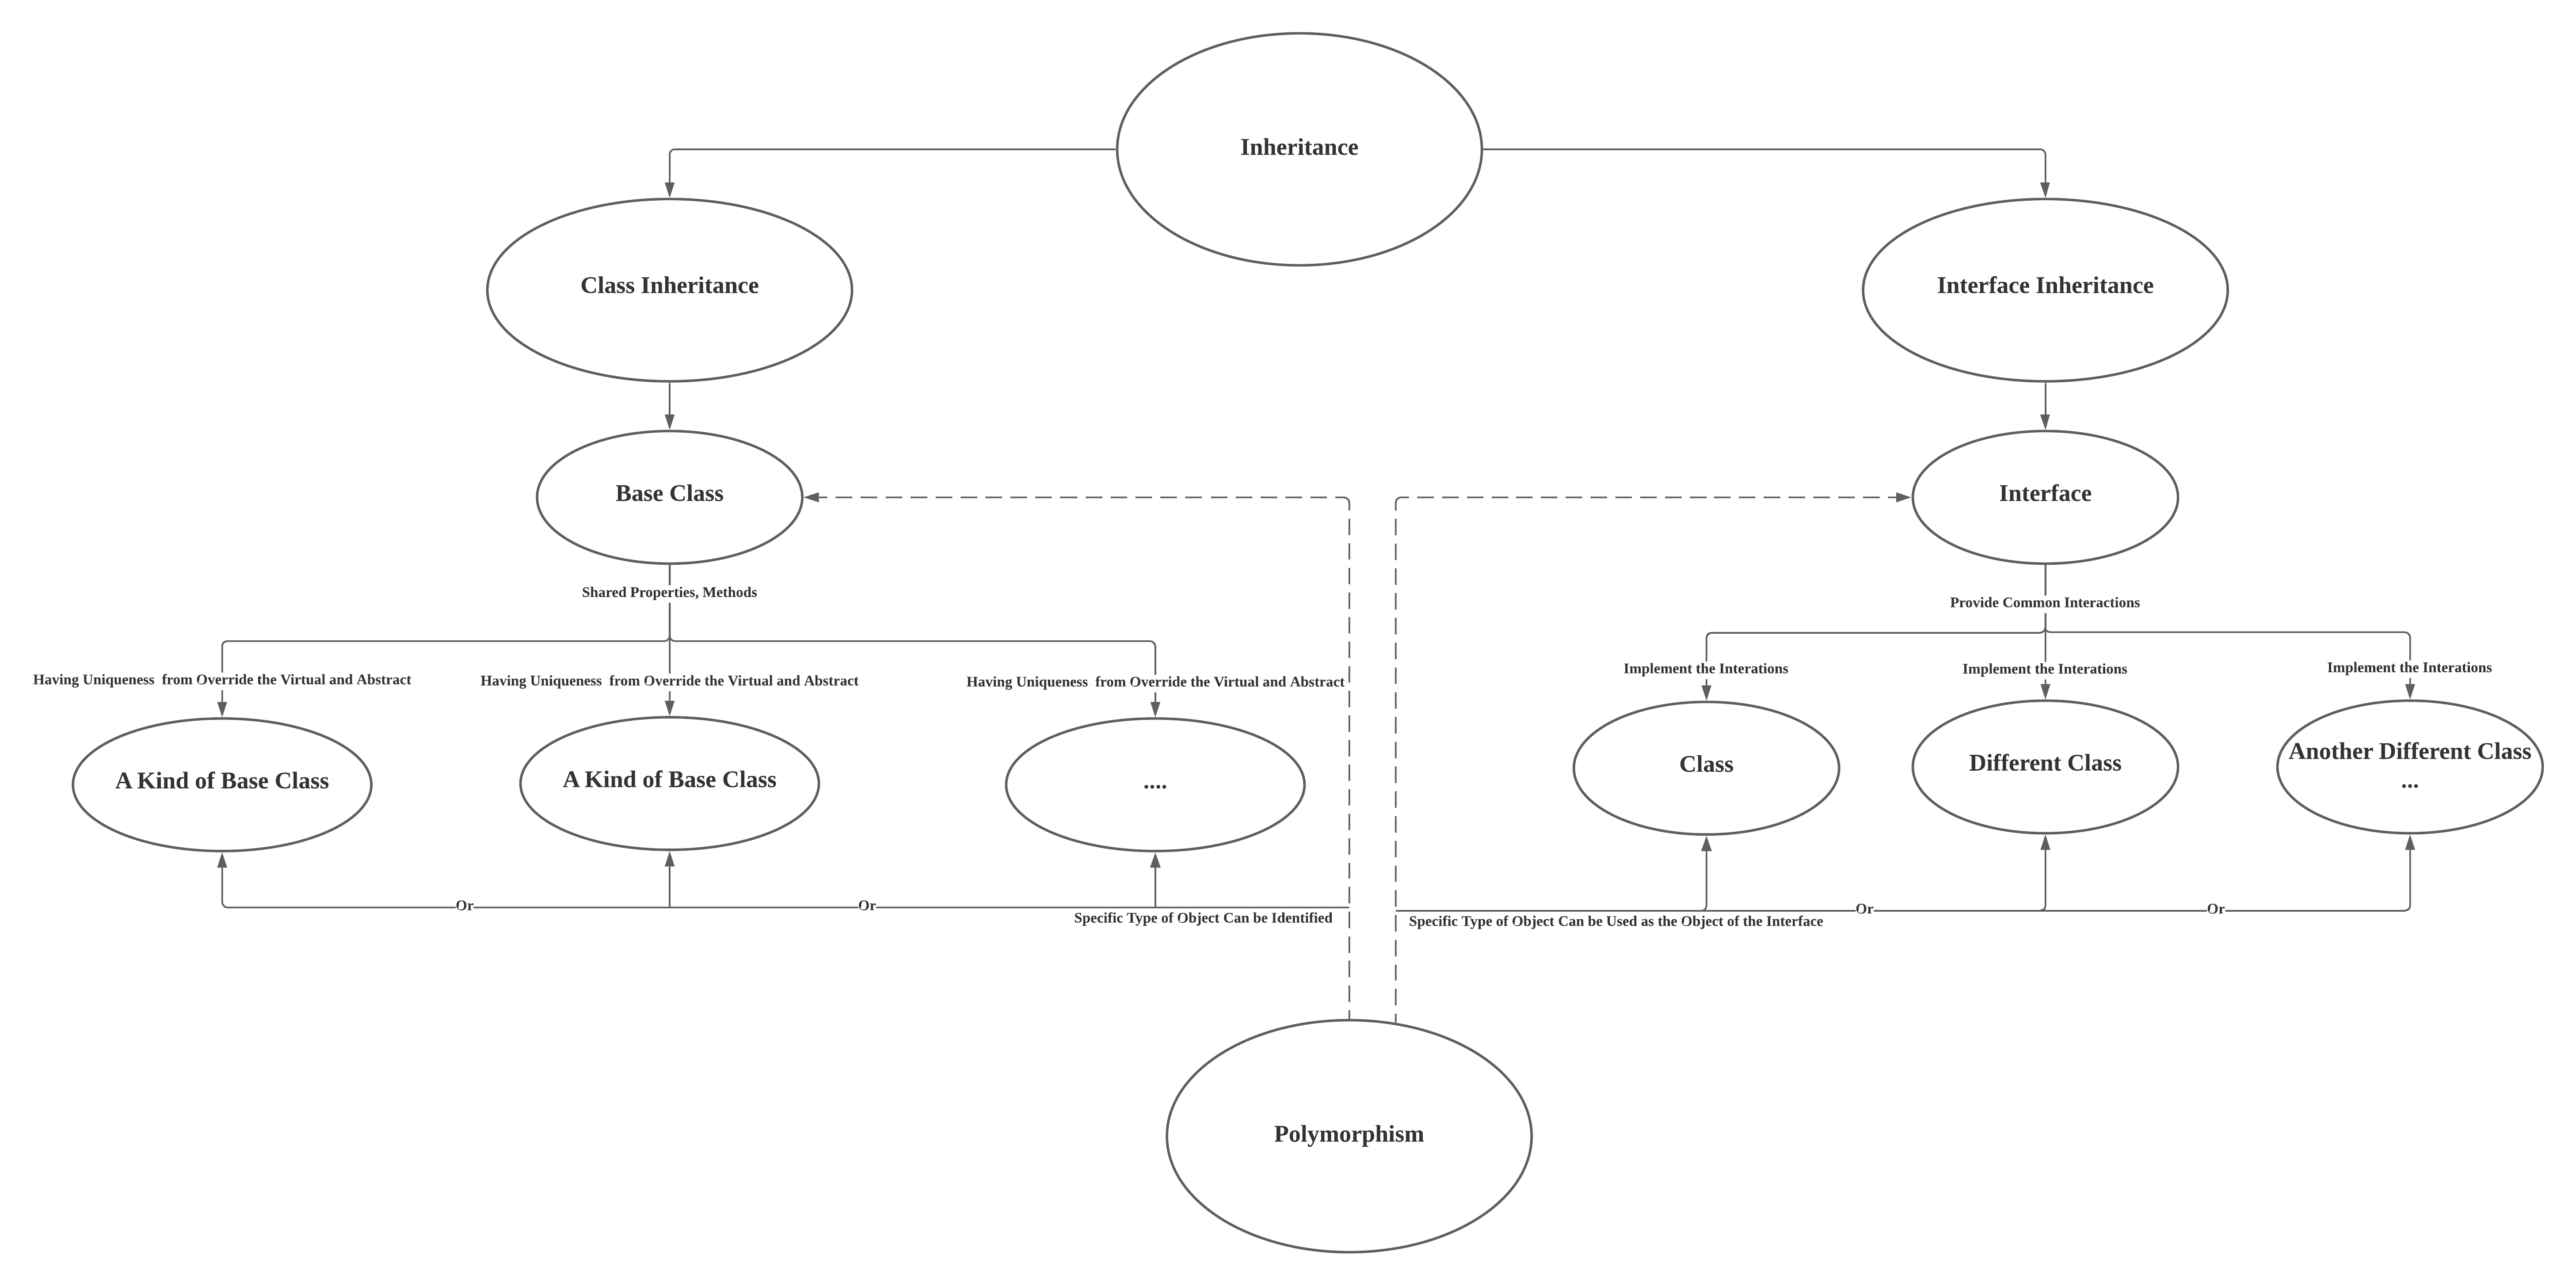 Inheritance
Class Inheritance
Interface Inheritance
Base Class
Interface
Shared Properties, Methods
Provide Common Interactions
Having Uniqueness  from Override the Virtual and Abstract
Having Uniqueness  from Override the Virtual and Abstract
Having Uniqueness  from Override the Virtual and Abstract
Implement the Interations
Implement the Interations
Implement the Interations
A Kind of Base Class
A Kind of Base Class
....
Class
Different Class
Another Different Class
...
Or
Or
Specific Type of Object Can be Identified
Specific Type of Object Can be Used as the Object of the Interface
Or
Or
Polymorphism